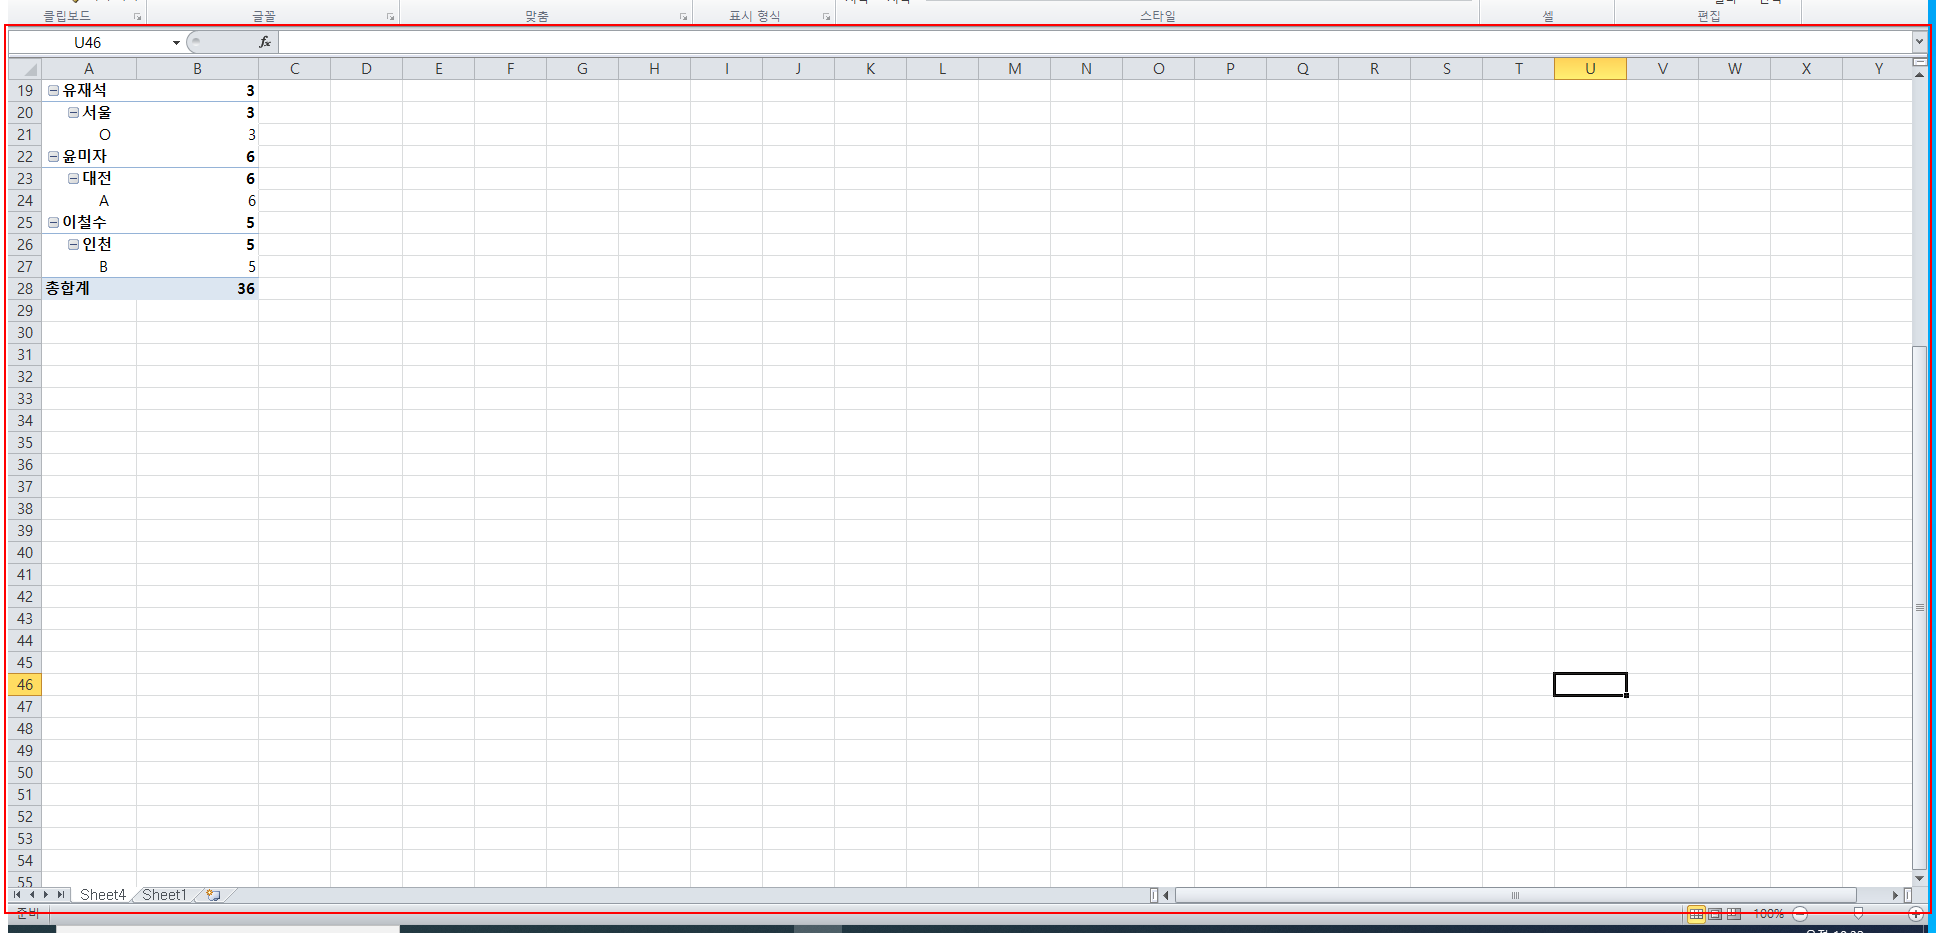 클립보드 글꼴 맞춤 표시 형식 스타일 셀 편집
U46 fx
A B C D E F G H I J K L M N O P Q R S T U V W X Y
19 유재석 3
20 서울 3
21 O 3
22 윤미자 6
23 대전 6
24 A 6
25 이철수 5
26 인천 5
27 B 5
28 총합계 36
29
30
31
32
33
34
35
36
37
38
39
40
41
42
43
44
45
46
47
48
49
50
51
52
53
54
55
Sheet4 Sheet1
준비 100%